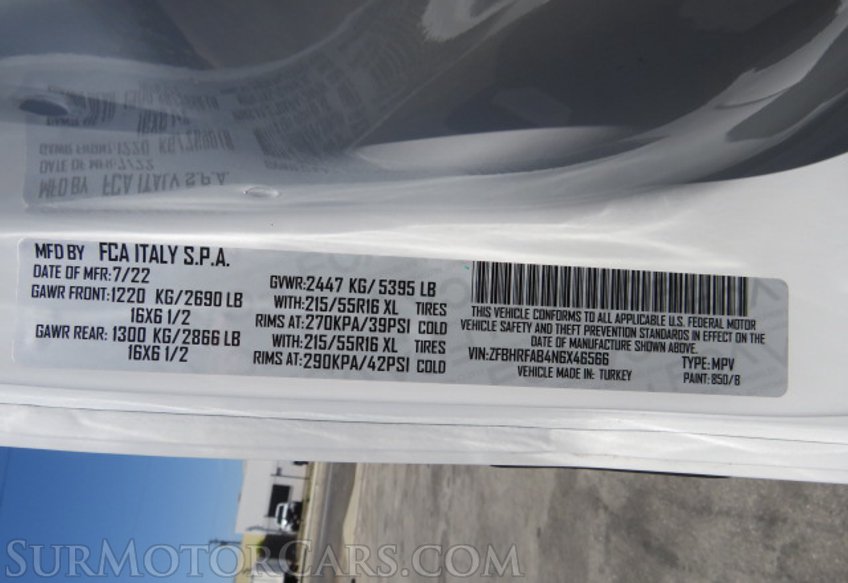 MFD BY FCA ITALY S.P.A.
DATE OF MFR:7/22
GAWR FRONT:1220 KG/2690 LB
16X6 1/2
GAWR REAR:1300 KG/2866 LB
16X6 1/2
GVWR:2447 KG/5395 LB
WITH:215/55R16 XL TIRES
RIMS AT:270KPA/39PSI COLD
WITH:215/55R16 XL TIRES
RIMS AT:290KPA/42PSI COLD
THIS VEHICLE CONFORMS TO ALL APPLICABLE U.S. FEDERAL MOTOR
VEHICLE SAFETY AND THEFT PREVENTION STANDARDS IN EFFECT ON THE
DATE OF MANUFACTURE SHOWN ABOVE.
VIN:ZFBHRFAB4N6X46566 TYPE:MPV
VEHICLE MADE IN: TURKEY PAINT: 850/B
SURMOTORCARS.COM